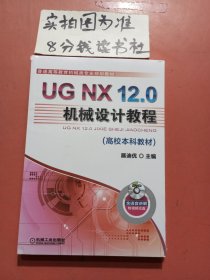 实拍图为准
8分钱读书社
普通高等教育机械类专业规划教材
UG NX 12.0
机械设计教程
UG NX 12.0 JIXIE SHEJI JIAOCHENG
（高校本科教材）
展迪优 主编
机械工业出版社